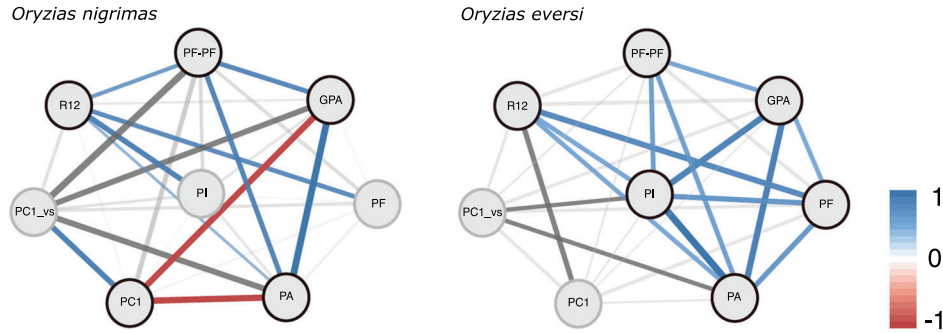 Oryzias nigrimas
PF-PF
R12
GPA
PI
PF
PC1_vs
PC1
PA
Oryzias eversi
PF-PF
R12
GPA
PI
PF
PC1_vs
PC1
PA
1
0
-1